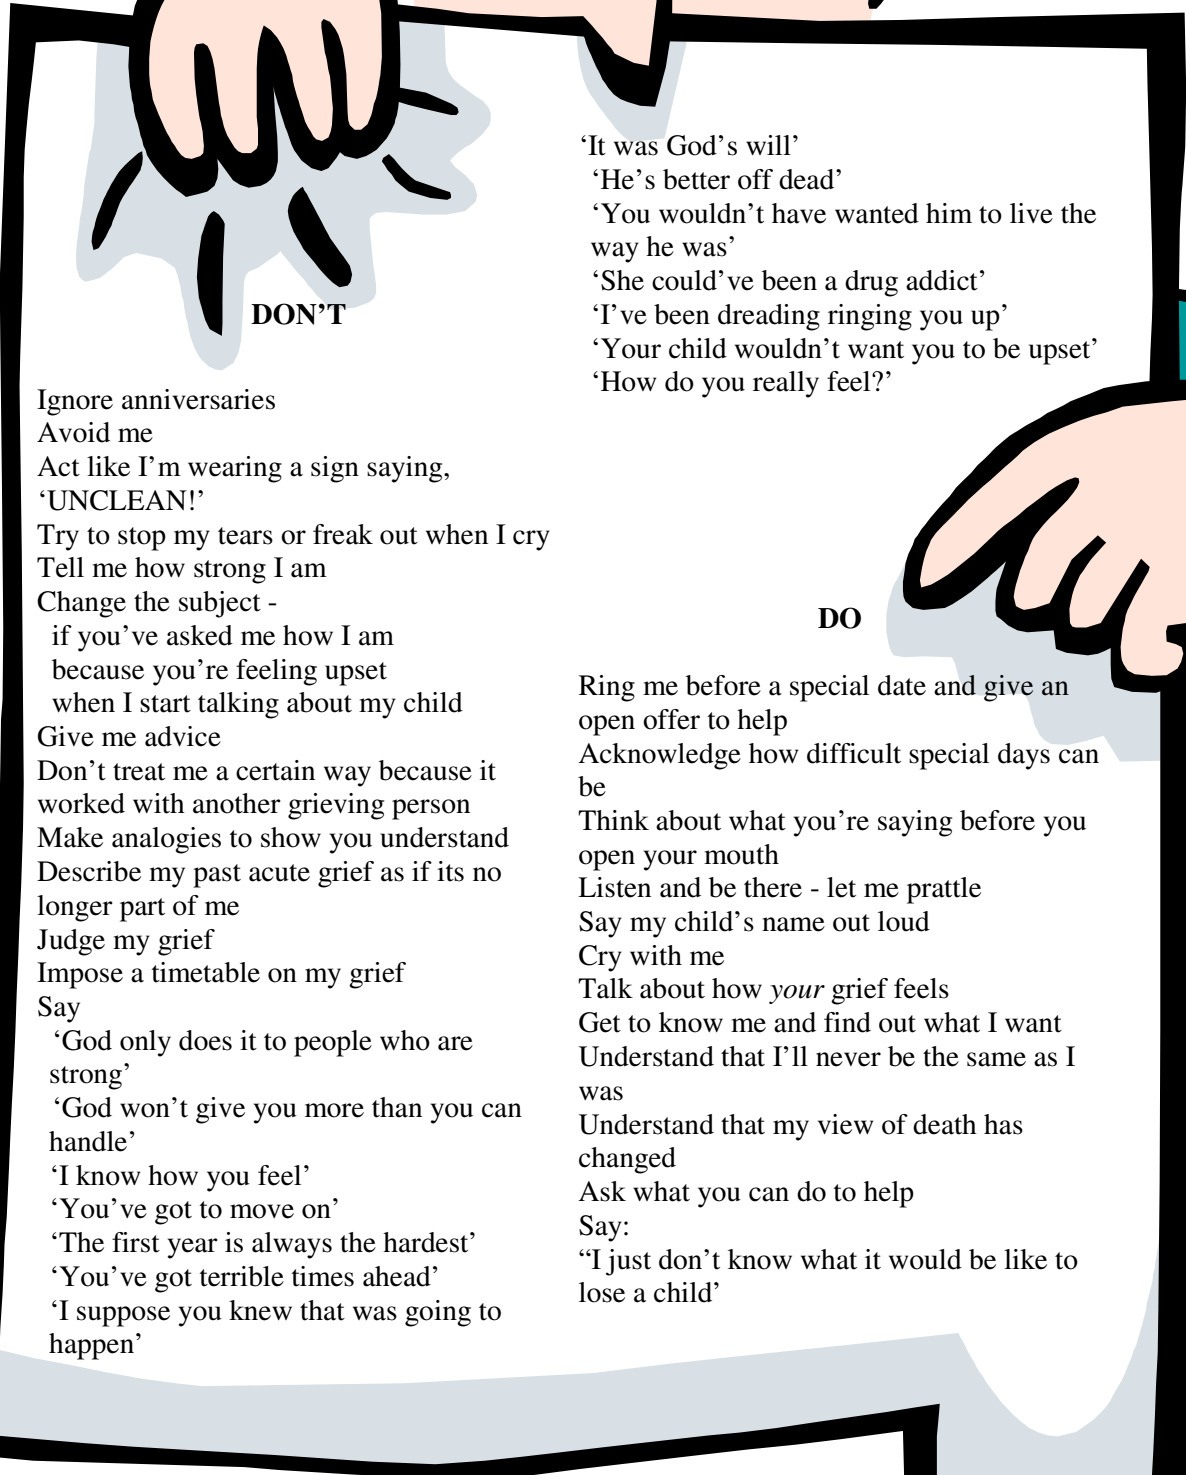 DON'T
Ignore anniversaries
Avoid me
Act like I'm wearing a sign saying,
‘UNCLEAN!’
Try to stop my tears or freak out when I cry
Tell me how strong I am
Change the subject -
if you've asked me how I am
because you're feeling upset
when I start talking about my child
Give me advice
Don't treat me a certain way because it
worked with another grieving person
Make analogies to show you understand
Describe my past acute grief as if its no
longer part of me
Judge my grief
Impose a timetable on my grief
Say
‘God only does it to people who are
strong’
‘God won't give you more than you can
handle’
‘I know how you feel’
‘You've got to move on’
‘The first year is always the hardest’
‘You've got terrible times ahead’
‘I suppose you knew that was going to
happen’
‘It was God's will’
‘He's better off dead’
‘You wouldn't have wanted him to live the
way he was’
‘She could've been a drug addict’
‘I've been dreading ringing you up’
‘Your child wouldn't want you to be upset’
‘How do you really feel?’
DO
Ring me before a special date and give an
open offer to help
Acknowledge how difficult special days can
be
Think about what you're saying before you
open your mouth
Listen and be there - let me prattle
Say my child's name out loud
Cry with me
Talk about how your grief feels
Get to know me and find out what I want
Understand that I'll never be the same as I
was
Understand that my view of death has
changed
Ask what you can do to help
Say:
“I just don't know what it would be like to
lose a child’